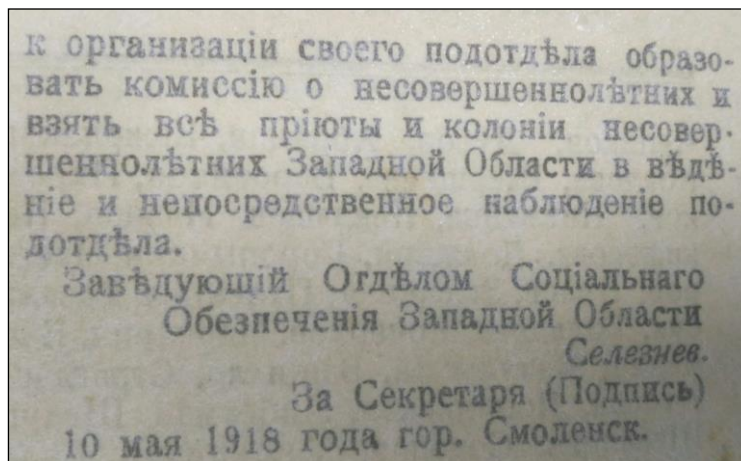 к организаціи своего подотдѣла образо-
вать комиссію о несовершеннолѣтних и
взять всѣ пріюты и колоніи несовер-
шеннолѣтних Западной Области в вѣдѣ-
ніе и непосредственное наблюденіе по-
дотдѣла.
Завѣдующій Отдѣлом Соціальнаго
Обезпеченія Западной Области
Селезнев.
За Секретаря (Подпись)
10 мая 1918 года гор. Смоленск.